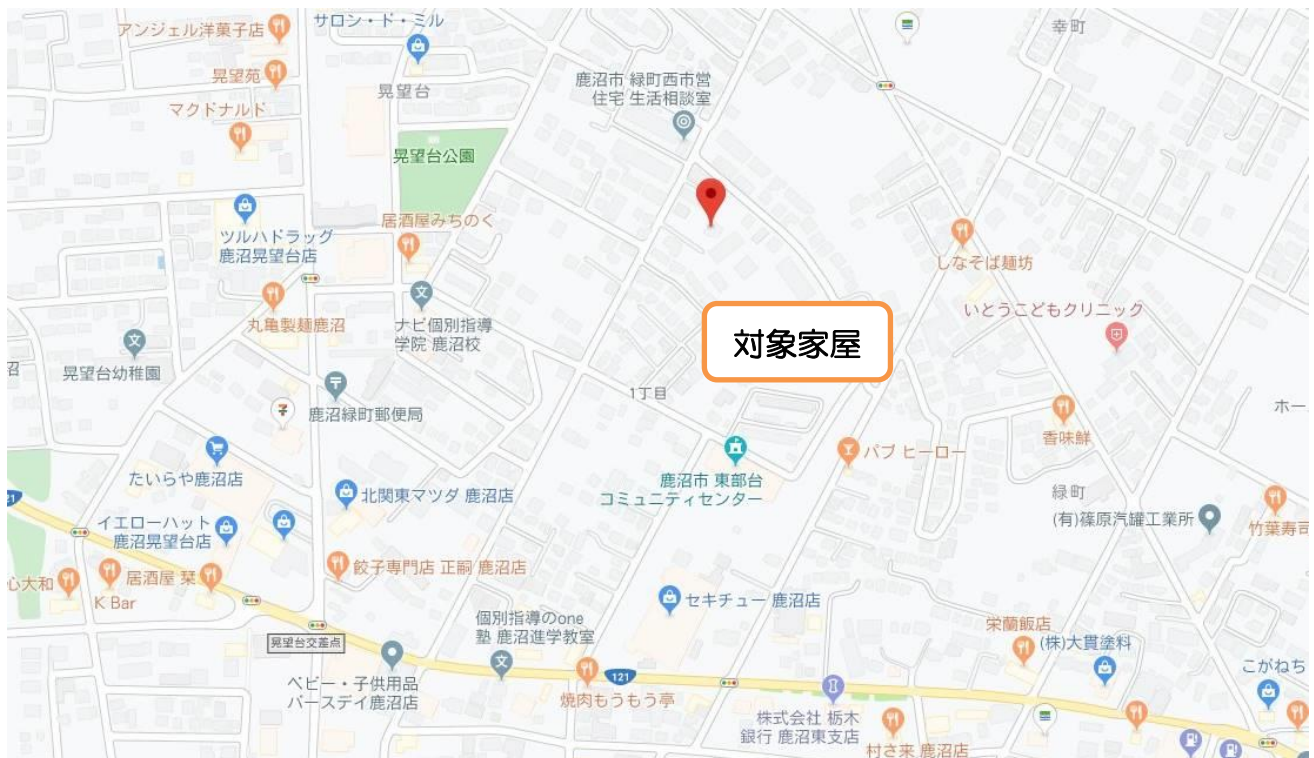 アンジェル洋菓子店
サロン・ド・ミル
幸町
晃望苑
鹿沼市 緑町西市営
住宅 生活相談室
マクドナルド
晃望台
晃望台公園
居酒屋みちのく
ツルハドラッグ
鹿沼晃望台店
しなそば麺坊
いとうこどもクリニック
丸亀製麺鹿沼
ナビ個別指導
学院 鹿沼校
対象家屋
沼
晃望台幼稚園
1丁目
鹿沼緑町郵便局
ホー
香味鮮
パブ ヒーロー
たいらや鹿沼店
鹿沼市 東部台
コミュニティセンター
北関東マツダ 鹿沼店
緑町
(有)篠原汽罐工業所
竹葉寿司
イエローハット
鹿沼晃望台店
餃子専門店 正嗣 鹿沼店
心大和
居酒屋 栞
K Bar
セキチュー 鹿沼店
個別指導のone
塾 鹿沼進学教室
栄蘭飯店
(株)大貫塗料
晃望台交差点
こがねち
121
ベビー・子供用品
バースデイ鹿沼店
焼肉もうもう亭
株式会社 栃木
銀行 鹿沼東支店
村さ来 鹿沼店